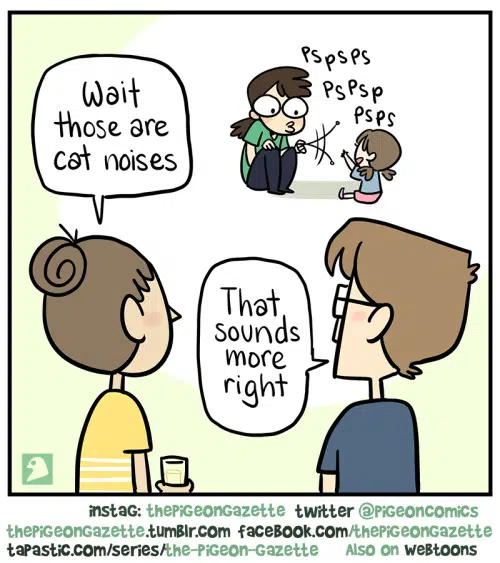 PSPSPS
PSPSP
PSPS
Wait
those are
cat noises
That
sounds
more
right
instaG: thePiGeonGazette twitter @PiGeonComics
thePiGeonGazette.tumBlr.com faceBook.com/thePiGeonGazette
tapastic.com/series/the-PiGeon-Gazette Also on weBtoons